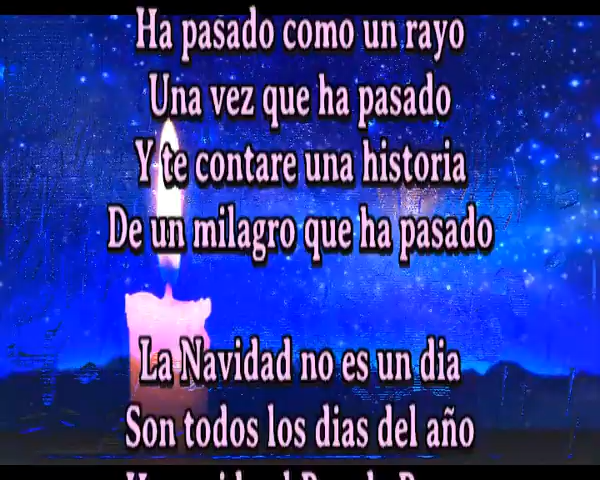 Ha pasado como un rayo
Una vez que ha pasado
Y te contare una historia
De un milagro que ha pasado
La Navidad no es un dia
Son todos los dias del año